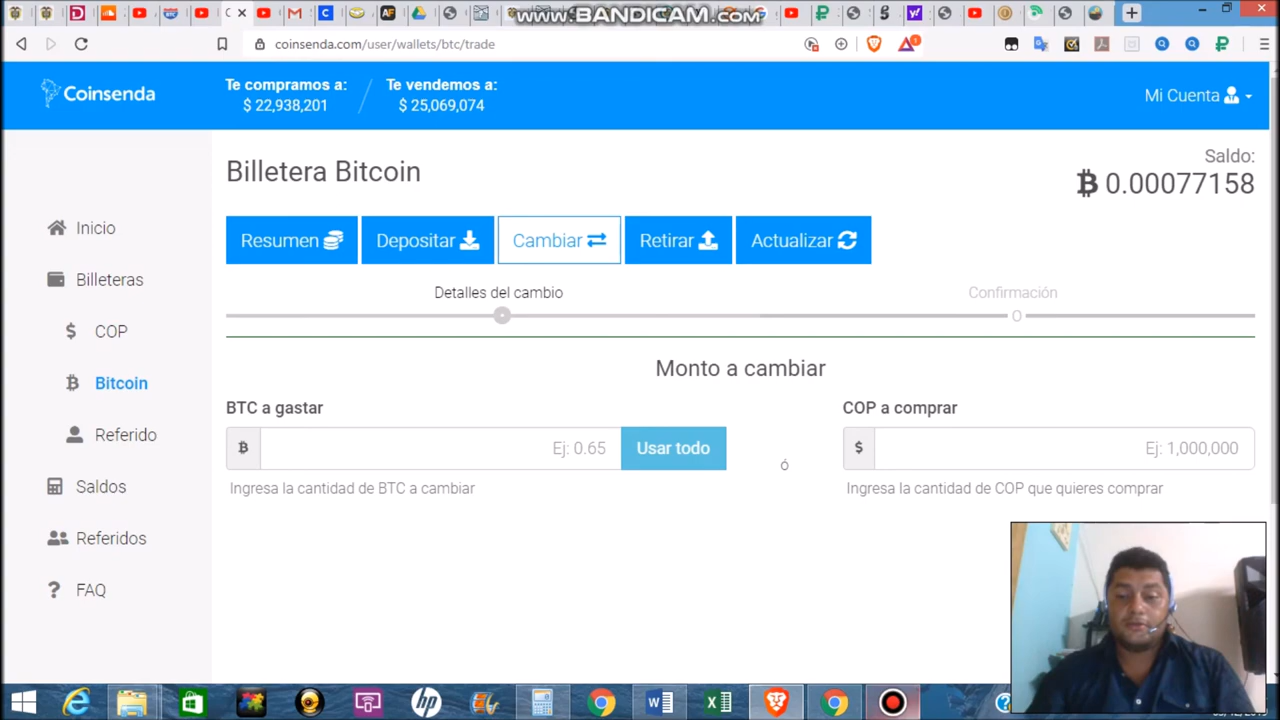 www.BANDICAM.com
coinsenda.com/user/wallets/btc/trade
1
Coinsenda
Te compramos a:
$ 22,938,201
Te vendemos a:
$ 25,069,074
Mi Cuenta
Billetera Bitcoin
Saldo:
0.00077158
Resumen
Depositar
Cambiar
Retirar
Actualizar
Inicio
Billeteras
$ COP
Bitcoin
Referido
Saldos
Referidos
? FAQ
Detalles del cambio
Confirmación
Monto a cambiar
BTC a gastar
Ej: 0.65
Usar todo
Ingresa la cantidad de BTC a cambiar
ó
COP a comprar
$
Ej: 1,000,000
Ingresa la cantidad de COP que quieres comprar